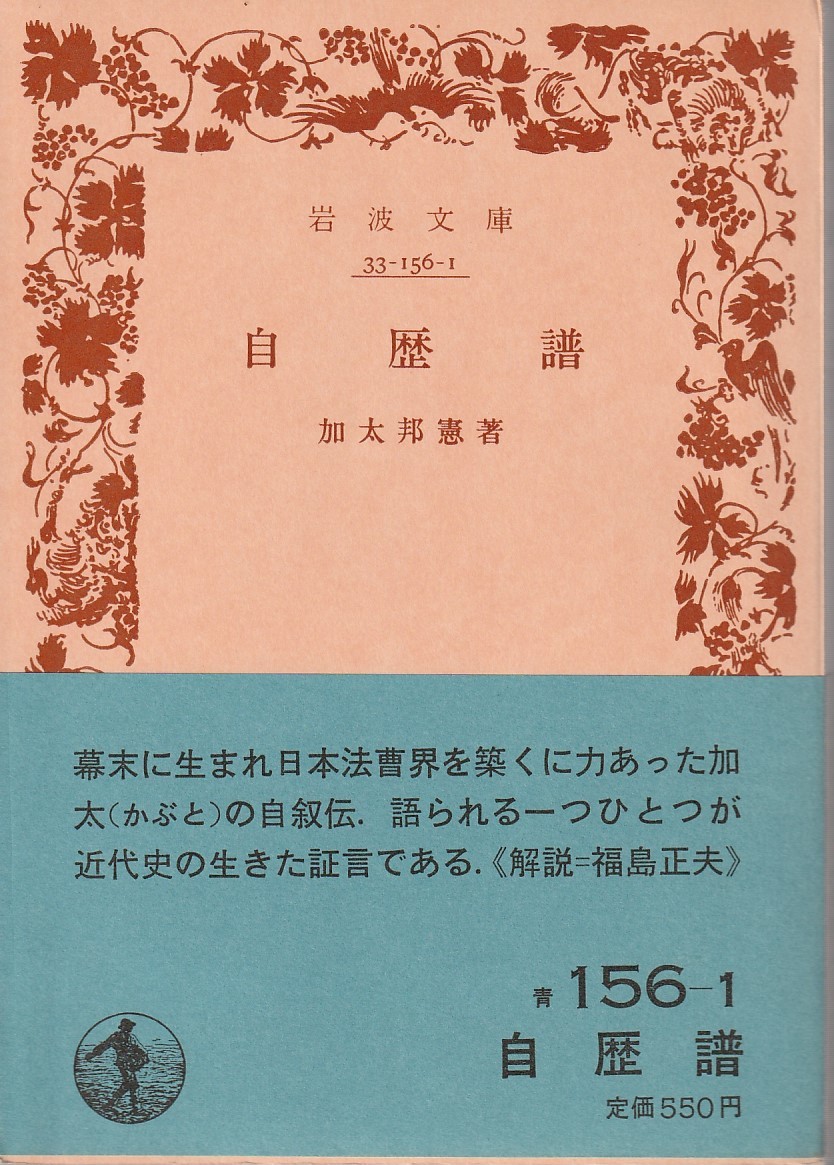 岩波文庫
33-156-1
自歴譜
加太邦憲著
幕末に生まれ日本法曹界を築くに力あった加
太(かぶと)の自叙伝．語られる一つひとつが
近代史の生きた証言である．《解説=福島正夫》
青 156-1
自歴譜
定価550円